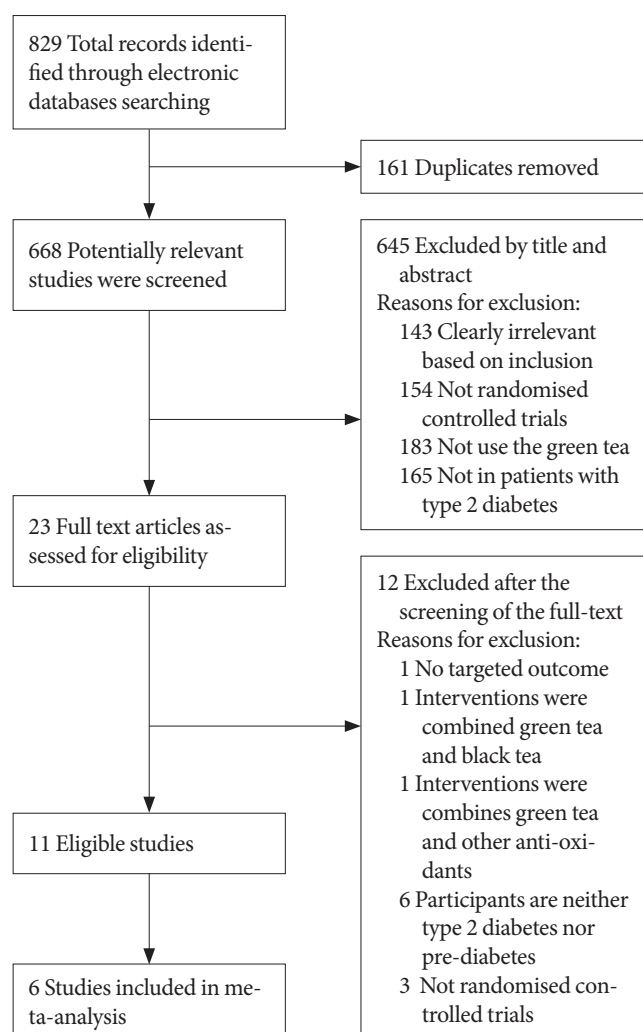 829 Total records identi-
fied through electronic
databases searching
161 Duplicates removed
668 Potentially relevant
studies were screened
645 Excluded by title and
abstract
Reasons for exclusion:
143 Clearly irrelevant
based on inclusion
154 Not randomised
controlled trials
183 Not use the green tea
165 Not in patients with
type 2 diabetes
23 Full text articles as-
sessed for eligibility
12 Excluded after the
screening of the full-text
Reasons for exclusion:
1 No targeted outcome
1 Interventions were
combined green tea
and black tea
1 Interventions were
combines green tea
and other anti-oxi-
dants
6 Participants are neither
type 2 diabetes nor
pre-diabetes
3 Not randomised con-
trolled trials
11 Eligible studies
6 Studies included in me-
ta-analysis